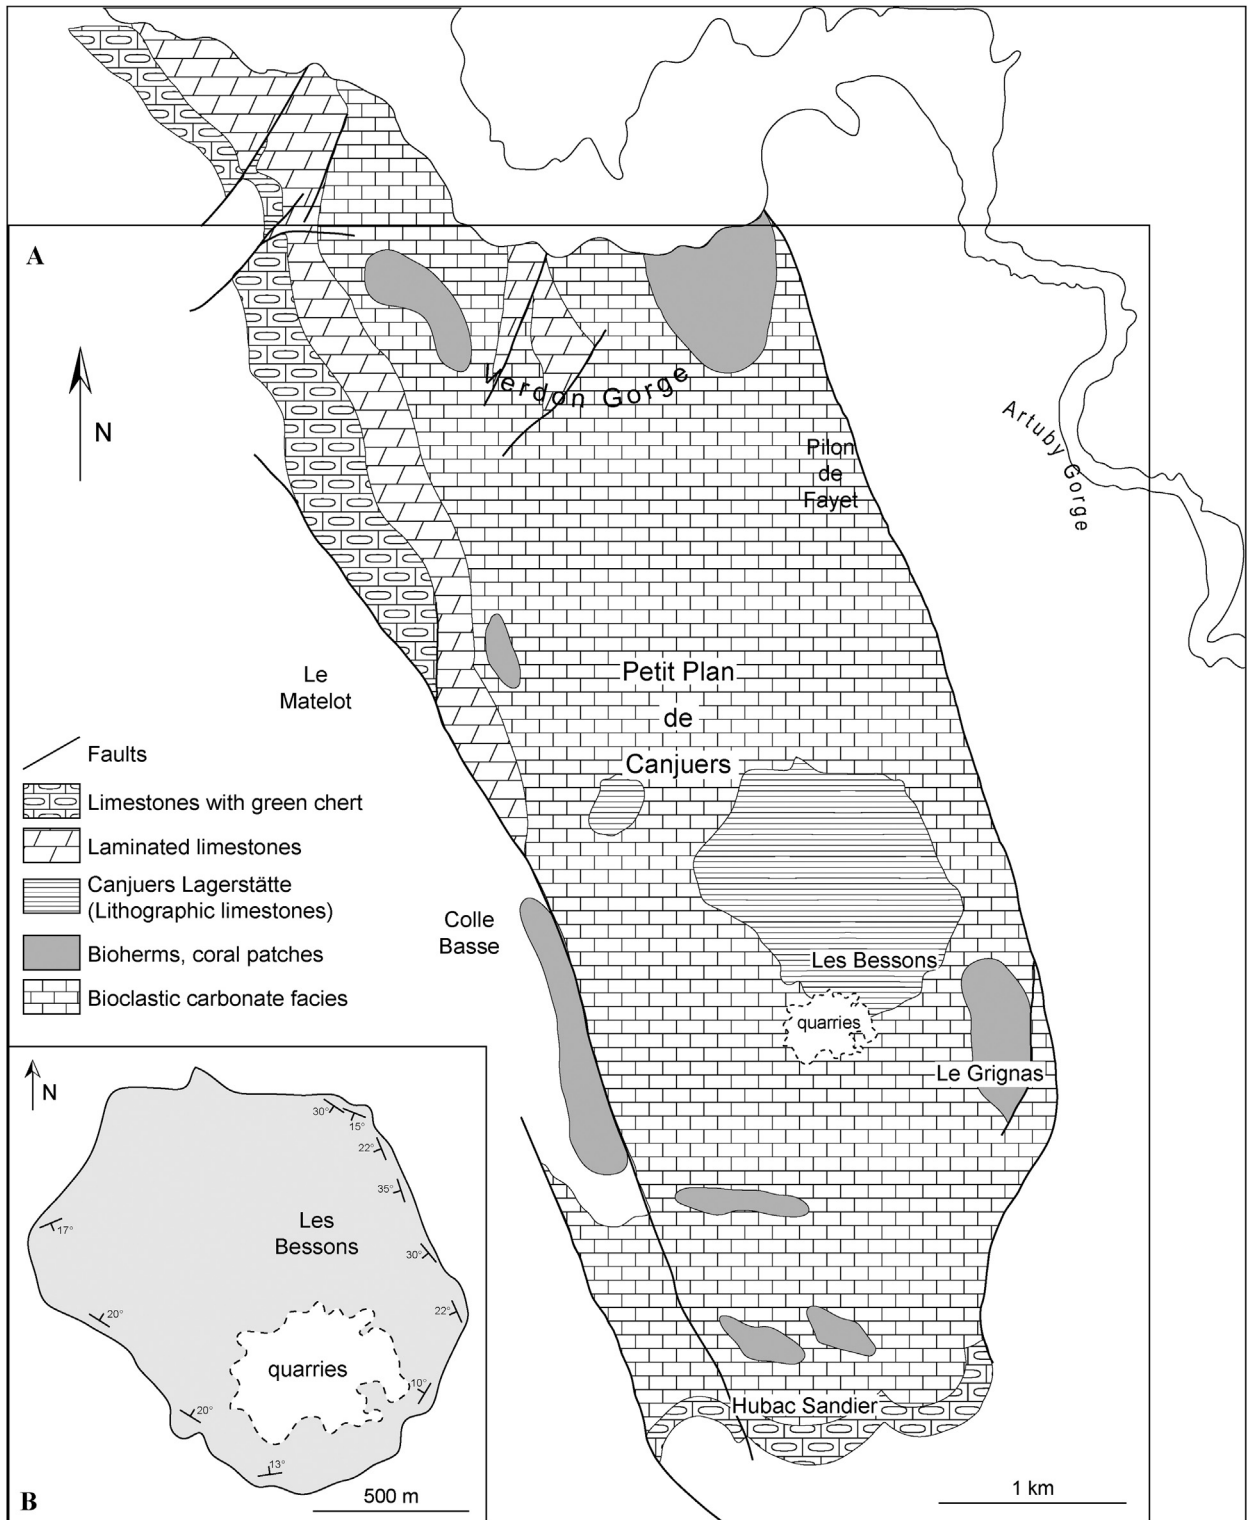 A
N
Verdon Gorge
Artuby Gorge
Pilon
de
Fayet
Petit Plan
de
Canjuers
Le
Matelot
Faults
Limestones with green chert
Laminated limestones
Canjuers Lagerstätte
(Lithographic limestones)
Bioherms, coral patches
Bioclastic carbonate facies
Colle
Basse
Les Bessons
quarries
Le Grignas
Hubac Sandier
1 km
N
30°
15°
22°
35°
17°
Les
Bessons
30°
20°
22°
quarries
10°
20°
13°
B
500 m